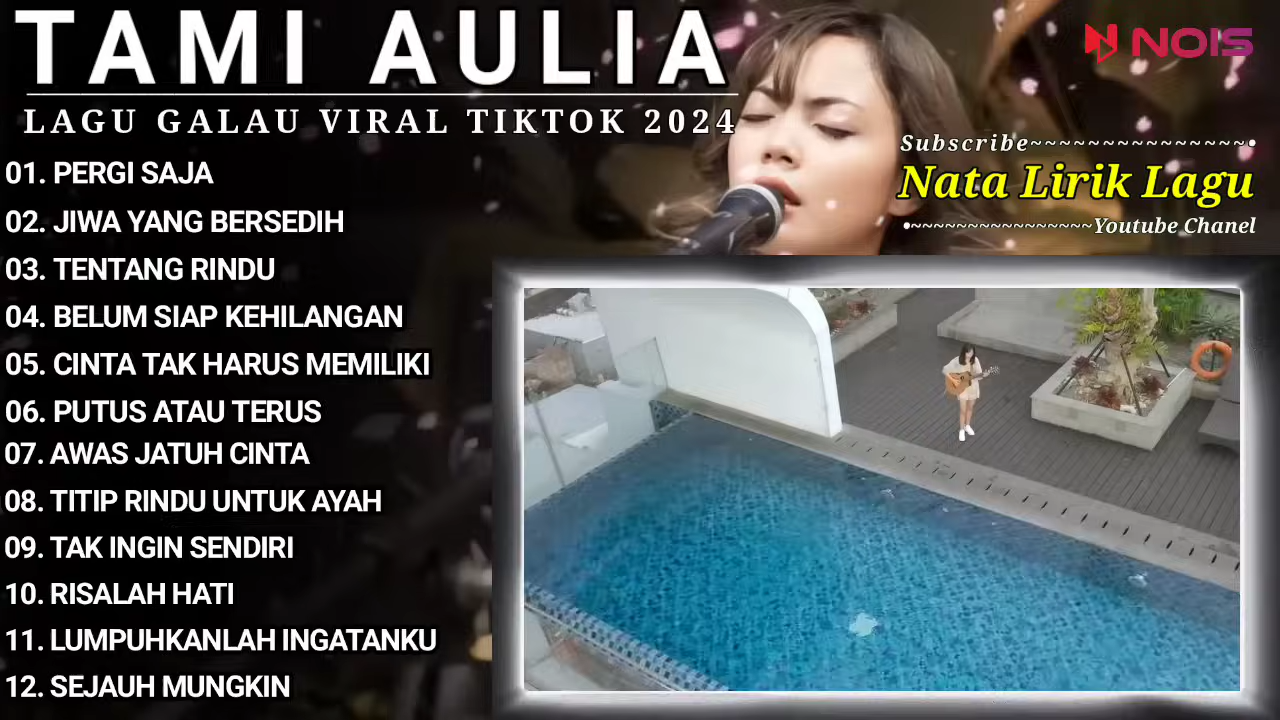 TAMI AULIA
LAGU GALAU VIRAL TIKTOK 2024
NOIS
Subscribe~~~~~~~~~~~~~~~•
Nata Lirik Lagu
•~~~~~~~~~~~~~~~~Youtube Chanel
01. PERGI SAJA
02. JIWA YANG BERSEDIH
03. TENTANG RINDU
04. BELUM SIAP KEHILANGAN
05. CINTA TAK HARUS MEMILIKI
06. PUTUS ATAU TERUS
07. AWAS JATUH CINTA
08. TITIP RINDU UNTUK AYAH
09. TAK INGIN SENDIRI
10. RISALAH HATI
11. LUMPUHKANLAH INGATANKU
12. SEJAUH MUNGKIN